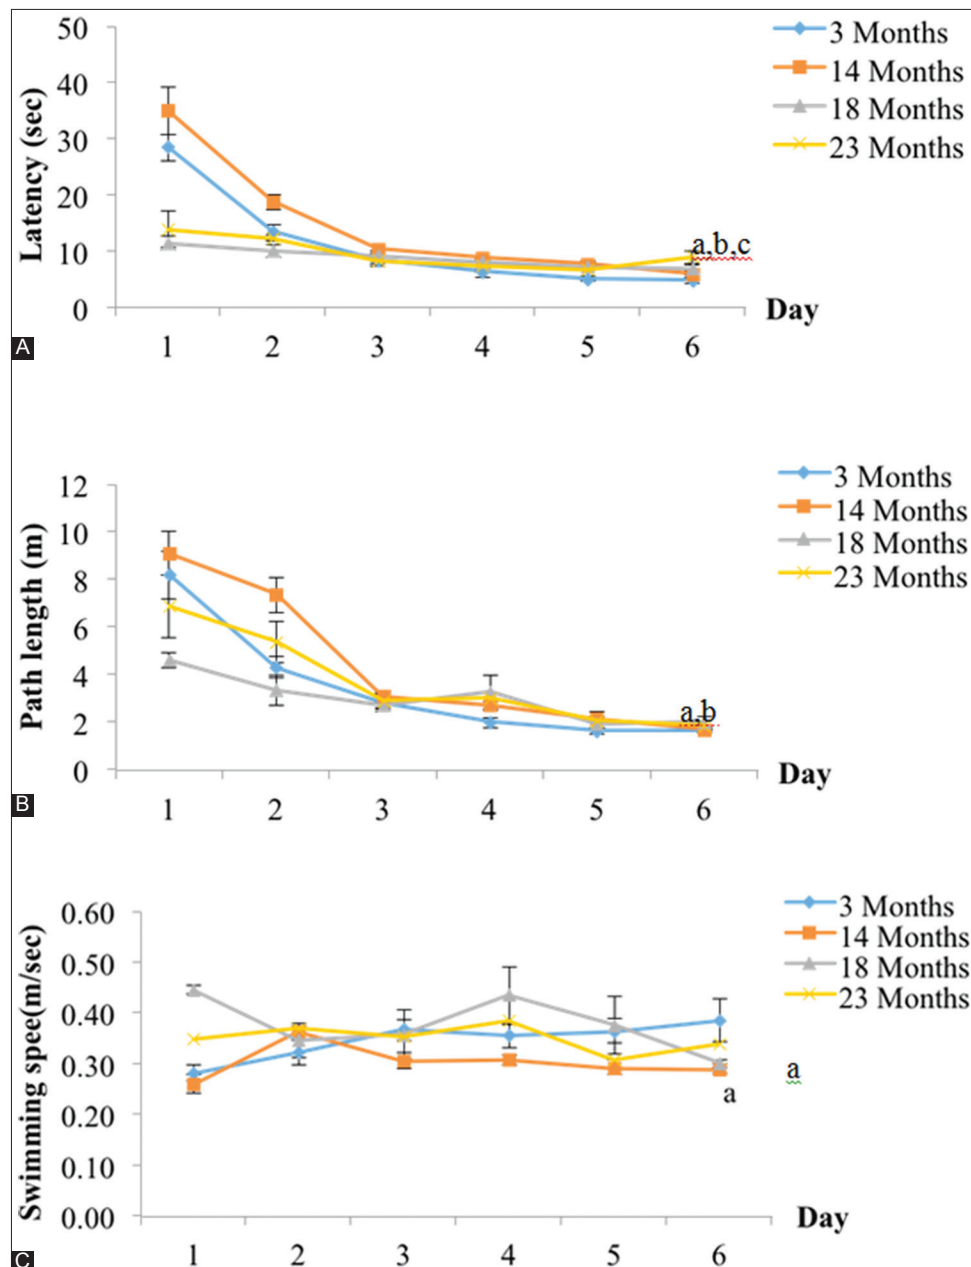 50
40
30
20
10
0
Latency (sec)
3 Months
14 Months
18 Months
23 Months
a,b,c
Day
1 2 3 4 5 6
A
12
10
8
6
4
2
0
Path length (m)
3 Months
14 Months
18 Months
23 Months
a,b
Day
1 2 3 4 5 6
B
0.60
0.50
0.40
0.30
0.20
0.10
0.00
Swimming spee(m/sec)
3 Months
14 Months
18 Months
23 Months
a
a
Day
1 2 3 4 5 6
C